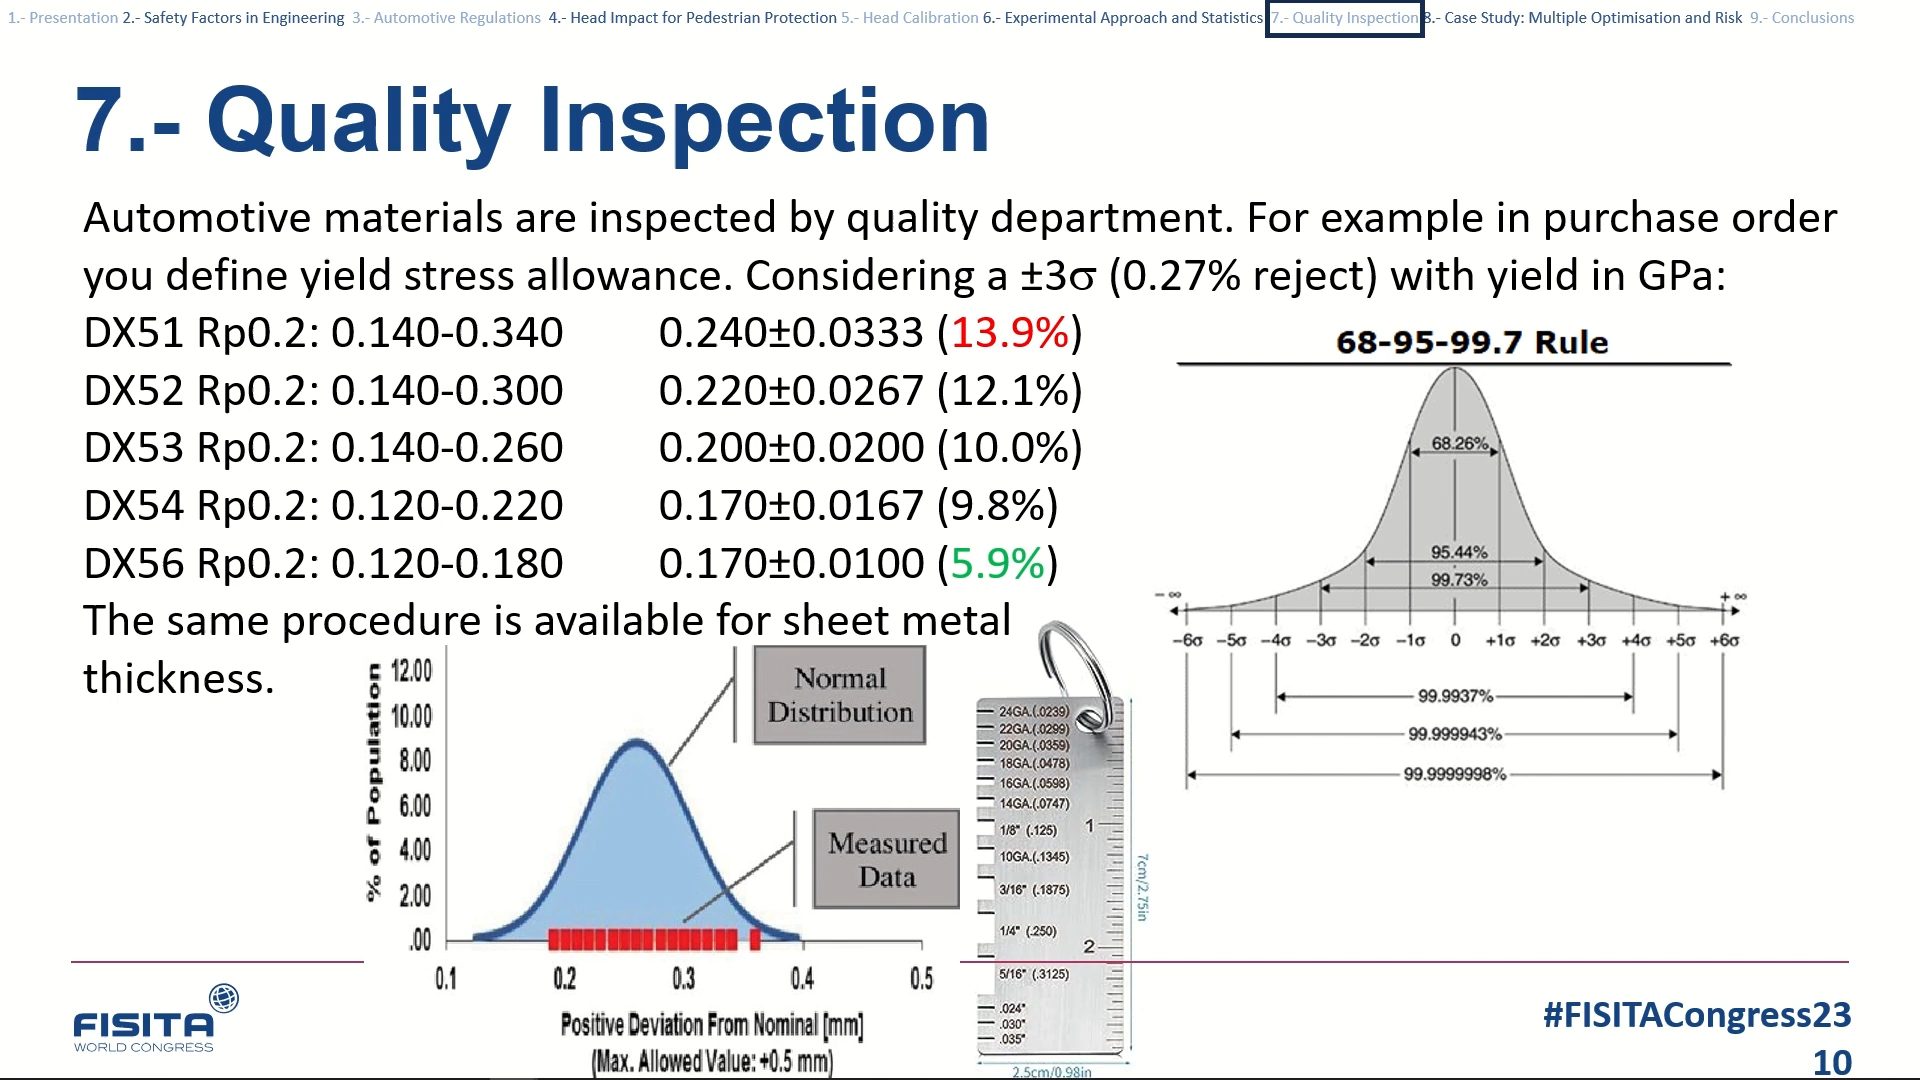 1.- Presentation 2.- Safety Factors in Engineering 3.- Automotive Regulations 4.- Head Impact for Pedestrian Protection 5.- Head Calibration 6.- Experimental Approach and Statistics 7.- Quality Inspection 8.- Case Study: Multiple Optimisation and Risk 9.- Conclusions
7.- Quality Inspection
Automotive materials are inspected by quality department. For example in purchase order
you define yield stress allowance. Considering a ±3σ (0.27% reject) with yield in GPa:
DX51 Rp0.2: 0.140-0.340 0.240±0.0333 (13.9%)
DX52 Rp0.2: 0.140-0.300 0.220±0.0267 (12.1%)
DX53 Rp0.2: 0.140-0.260 0.200±0.0200 (10.0%)
DX54 Rp0.2: 0.120-0.220 0.170±0.0167 (9.8%)
DX56 Rp0.2: 0.120-0.180 0.170±0.0100 (5.9%)
The same procedure is available for sheet metal
thickness.
68-95-99.7 Rule
68.26%
95.44%
99.73%
- ∞ + ∞
-6σ -5σ -4σ -3σ -2σ -1σ 0 +1σ +2σ +3σ +4σ +5σ +6σ
99.9937%
99.999943%
99.9999998%
% of Population
12.00
10.00
8.00
6.00
4.00
2.00
.00
0.1 0.2 0.3 0.4 0.5
Normal
Distribution
Measured
Data
Positive Deviation From Nominal [mm]
(Max. Allowed Value: +0.5 mm)
24GA.(.0239)
22GA.(.0299)
20GA.(.0359)
18GA.(.0478)
16GA.(.0598)
14GA.(.0747)
1/8" (.125)
10GA.(.1345)
3/16" (.1875)
1/4" (.250)
5/16" (.3125)
.024"
.030"
.035"
1
2
7cm/2.75in
2.5cm/0.98in
FISITA
WORLD CONGRESS
#FISITACongress23
10